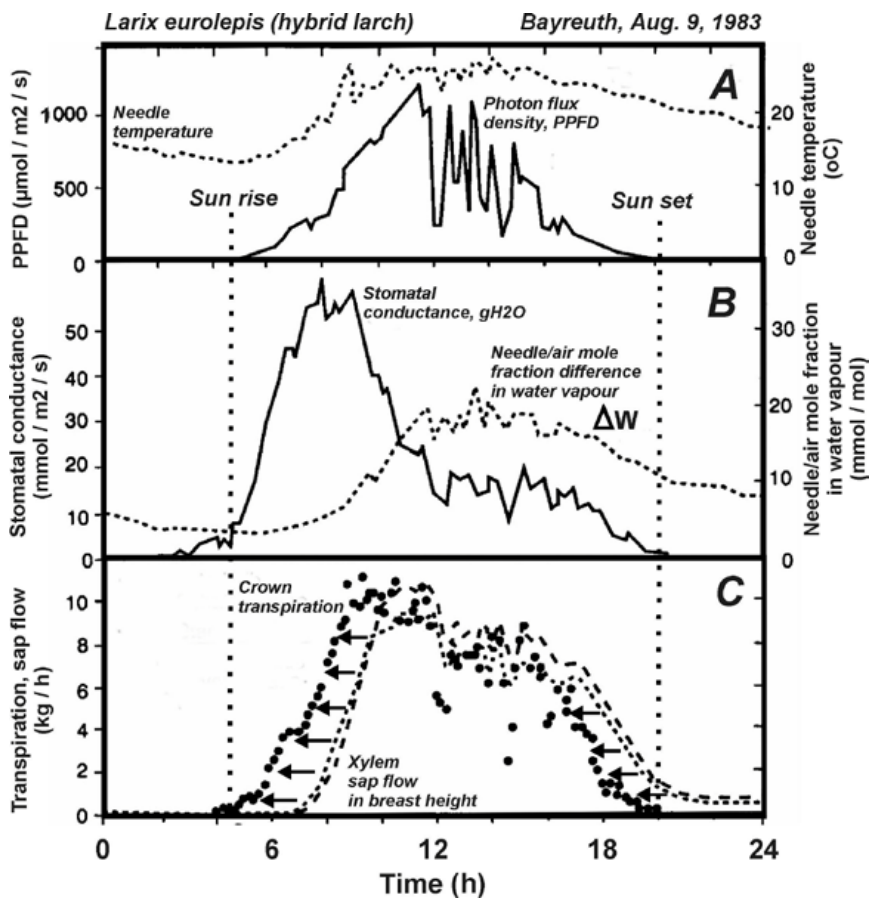 Larix eurolepis (hybrid larch)
Bayreuth, Aug. 9, 1983
A
PPFD (µmol / m2 / s)
1000
500
0
Needle
temperature
Photon flux
density, PPFD
Sun rise
Sun set
20
10
0
Needle temperature
(oC)
B
Stomatal conductance
(mmol / m2 / s)
50
40
30
20
10
0
Stomatal
conductance, gH2O
Needle/air mole
fraction difference
in water vapour
ΔW
30
20
10
0
Needle/air mole fraction
in water vapour
(mmol / mol)
C
Transpiration, sap flow
(kg / h)
10
8
6
4
2
0
Crown
transpiration
Xylem
sap flow
in breast height
0
6
12
18
24
Time (h)